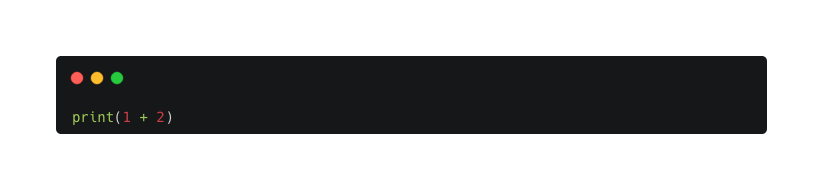 print(1 + 2)